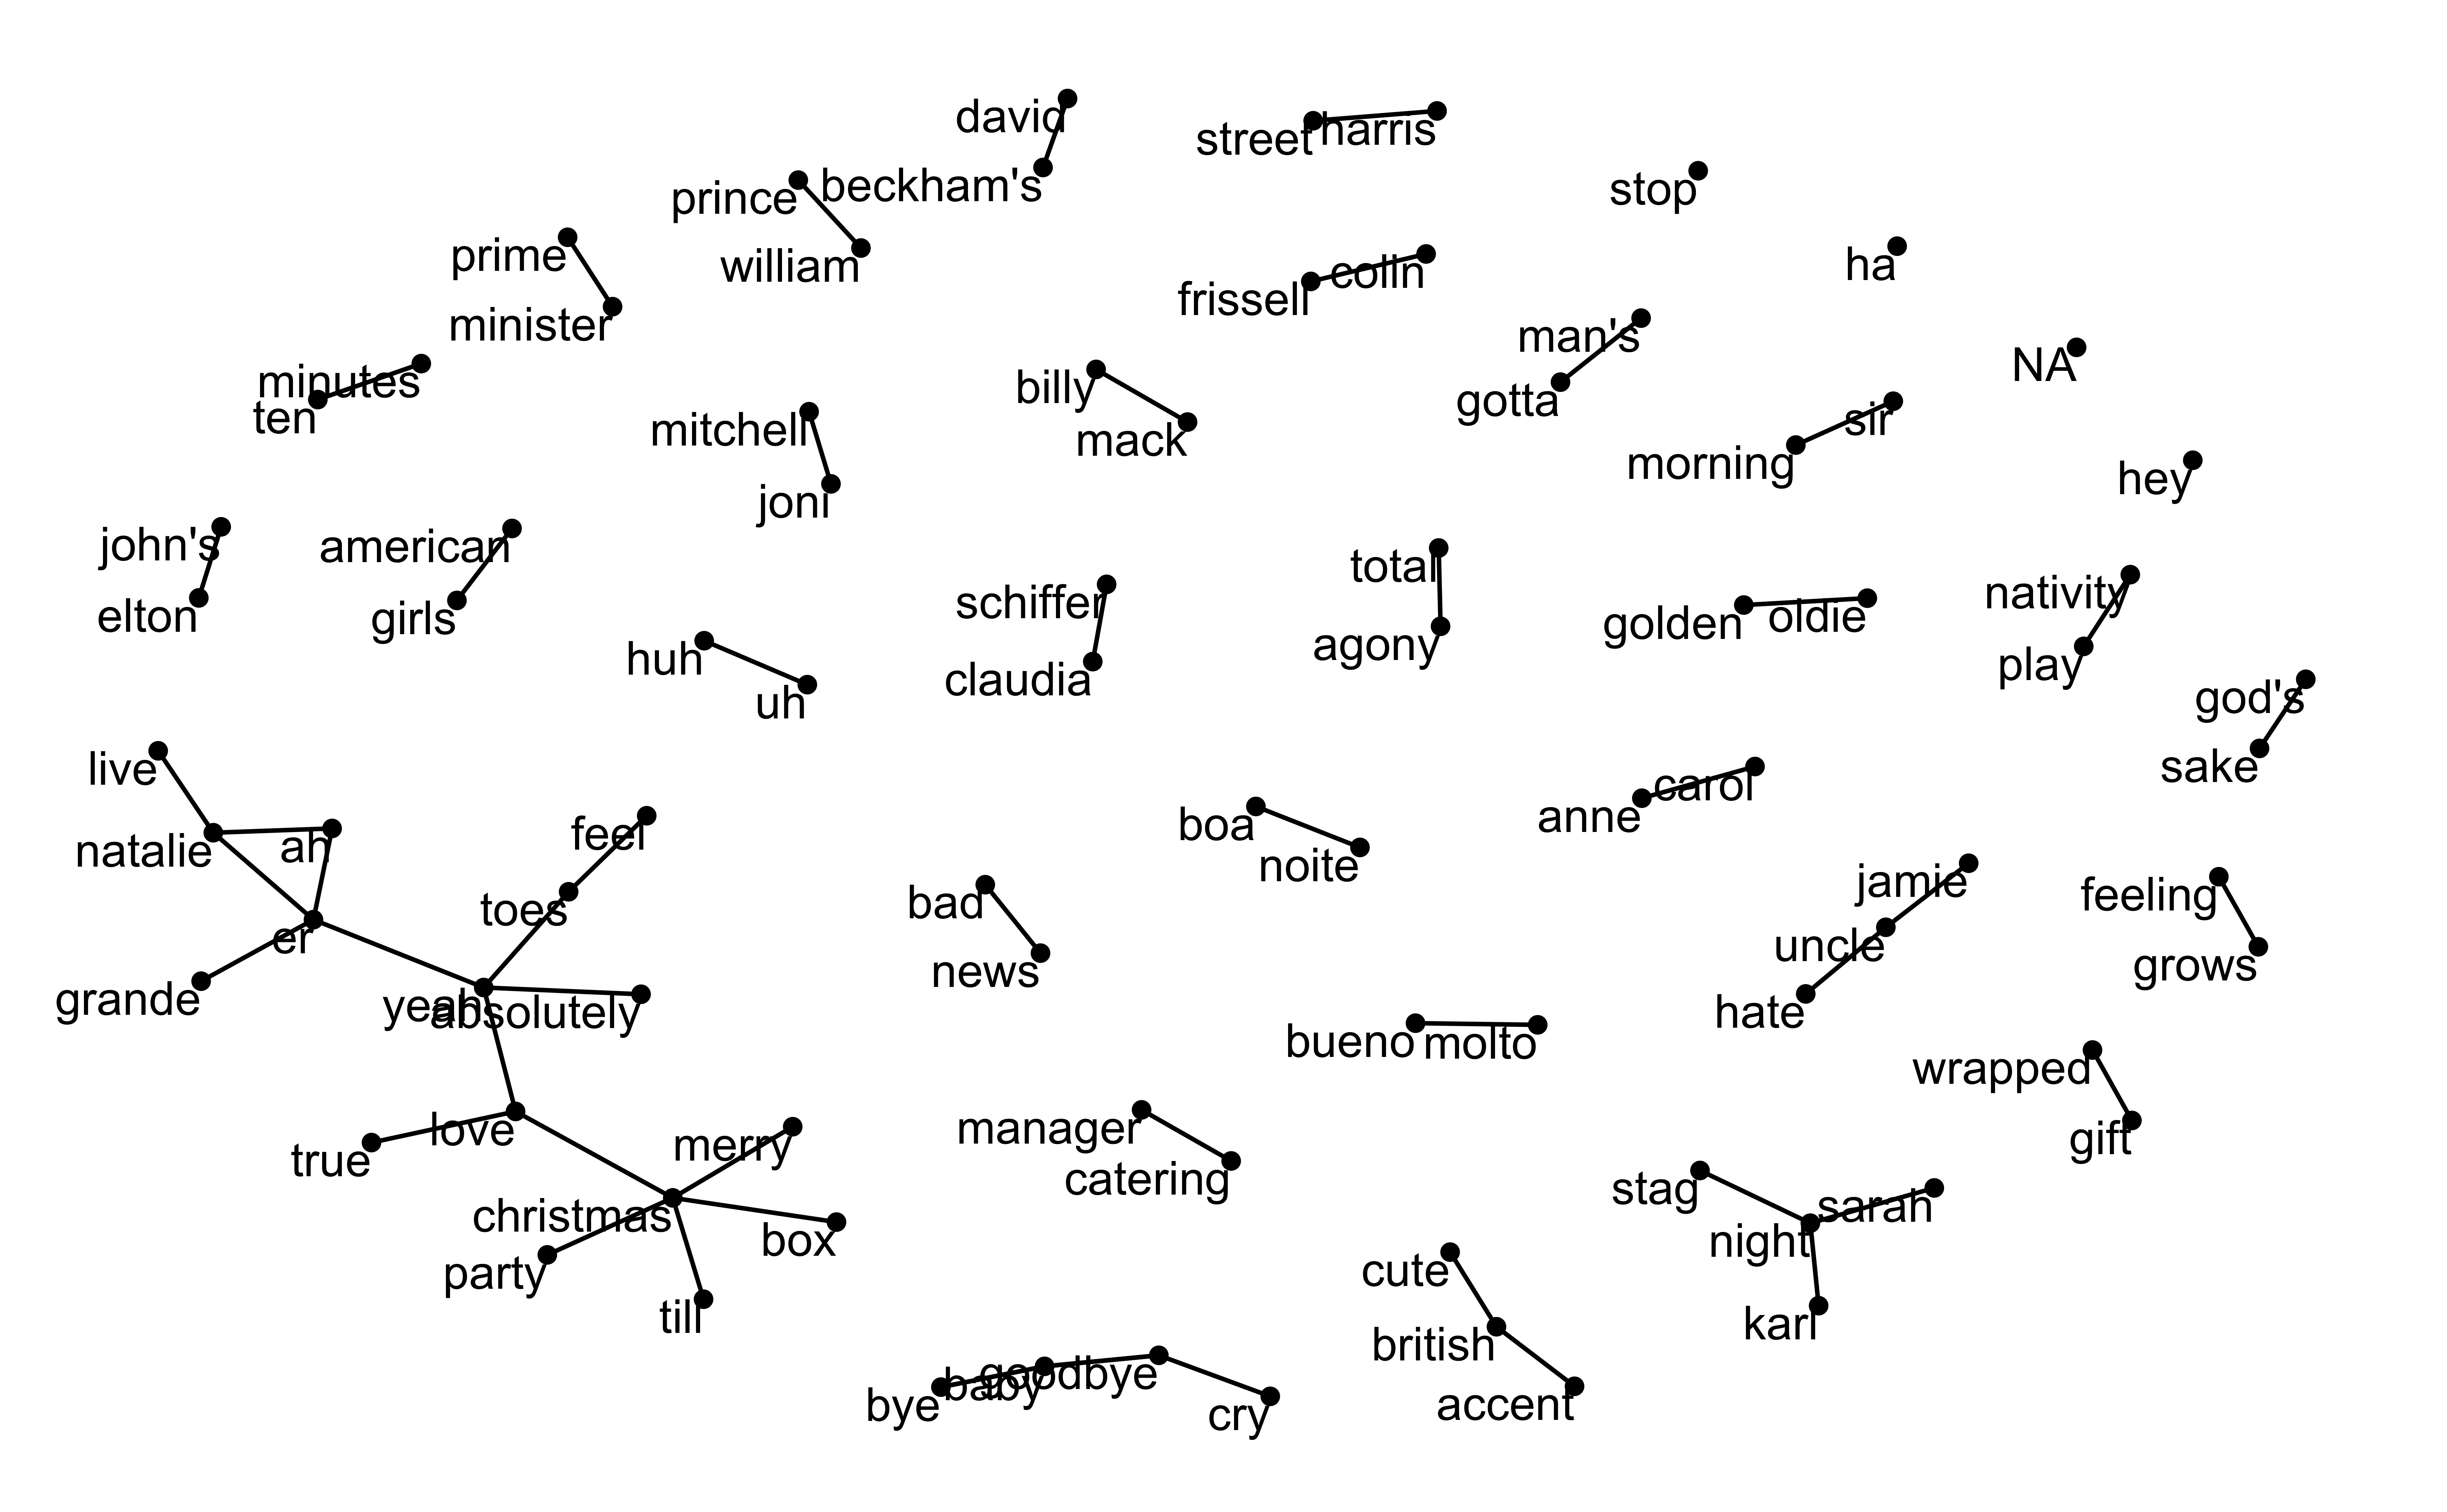 david
street
harris
stop
prince
beckham's
prime
william
ha
minister
frissell
colin
man's
NA
minutes
ten
billy
gotta
sir
mitchell
mack
morning
hey
joni
john's
american
total
nativity
elton
girls
schiffer
golden
oldie
play
huh
agony
claudia
god's
uh
sake
live
natalie
ah
feel
boa
anne
carol
noite
jamie
feeling
er
toes
bad
uncle
grows
grande
yeah
absolutely
news
hate
bueno
molto
wrapped
true
love
merry
manager
gift
catering
stag
christmas
box
night
sarah
party
cute
till
british
karl
bye
baby
goodbye
cry
accent